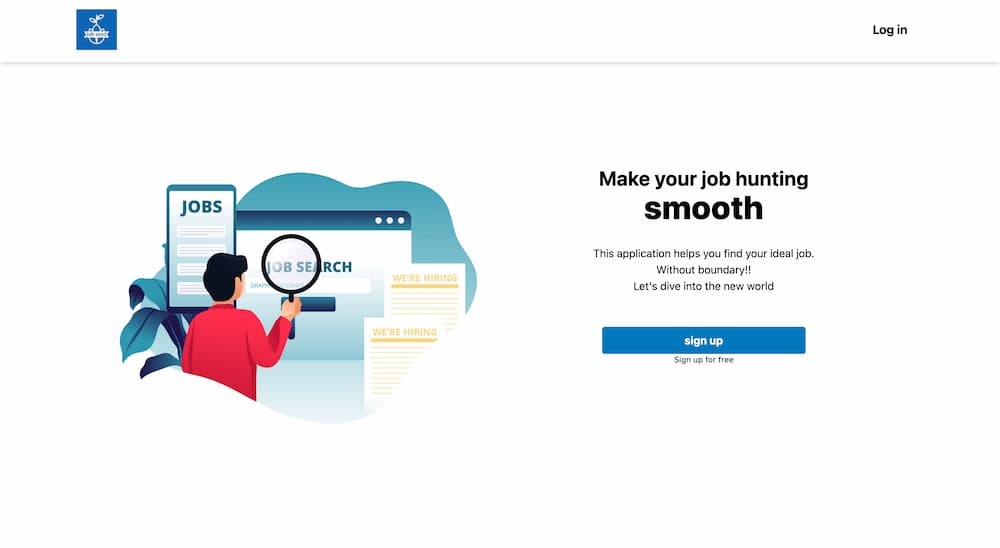 Log in
JOBS
JOB SEARCH
WE'RE HIRING
WE'RE HIRING
Make your job hunting
smooth
This application helps you find your ideal job.
Without boundary!!
Let's dive into the new world
sign up
Sign up for free